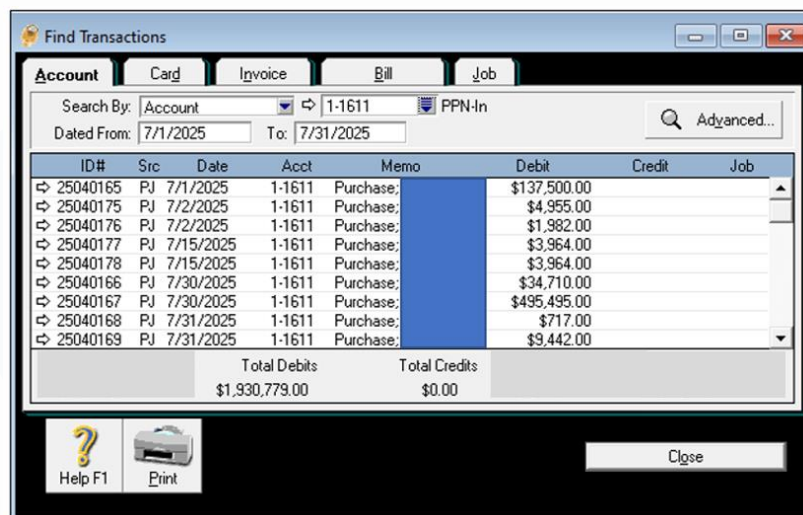 Find Transactions
Account Card Invoice Bill Job
Search By: Account 1-1611 PPN-In
Dated From: 7/1/2025 To: 7/31/2025 Advanced...
ID# Src Date Acct Memo Debit Credit Job
25040165 PJ 7/1/2025 1-1611 Purchase; $137,500.00
25040175 PJ 7/2/2025 1-1611 Purchase; $4,955.00
25040176 PJ 7/2/2025 1-1611 Purchase; $1,982.00
25040177 PJ 7/15/2025 1-1611 Purchase; $3,964.00
25040178 PJ 7/15/2025 1-1611 Purchase; $3,964.00
25040166 PJ 7/30/2025 1-1611 Purchase; $34,710.00
25040167 PJ 7/30/2025 1-1611 Purchase; $495,495.00
25040168 PJ 7/31/2025 1-1611 Purchase; $717.00
25040169 PJ 7/31/2025 1-1611 Purchase; $9,442.00
Total Debits Total Credits
$1,930,779.00 $0.00
Help F1 Print Close